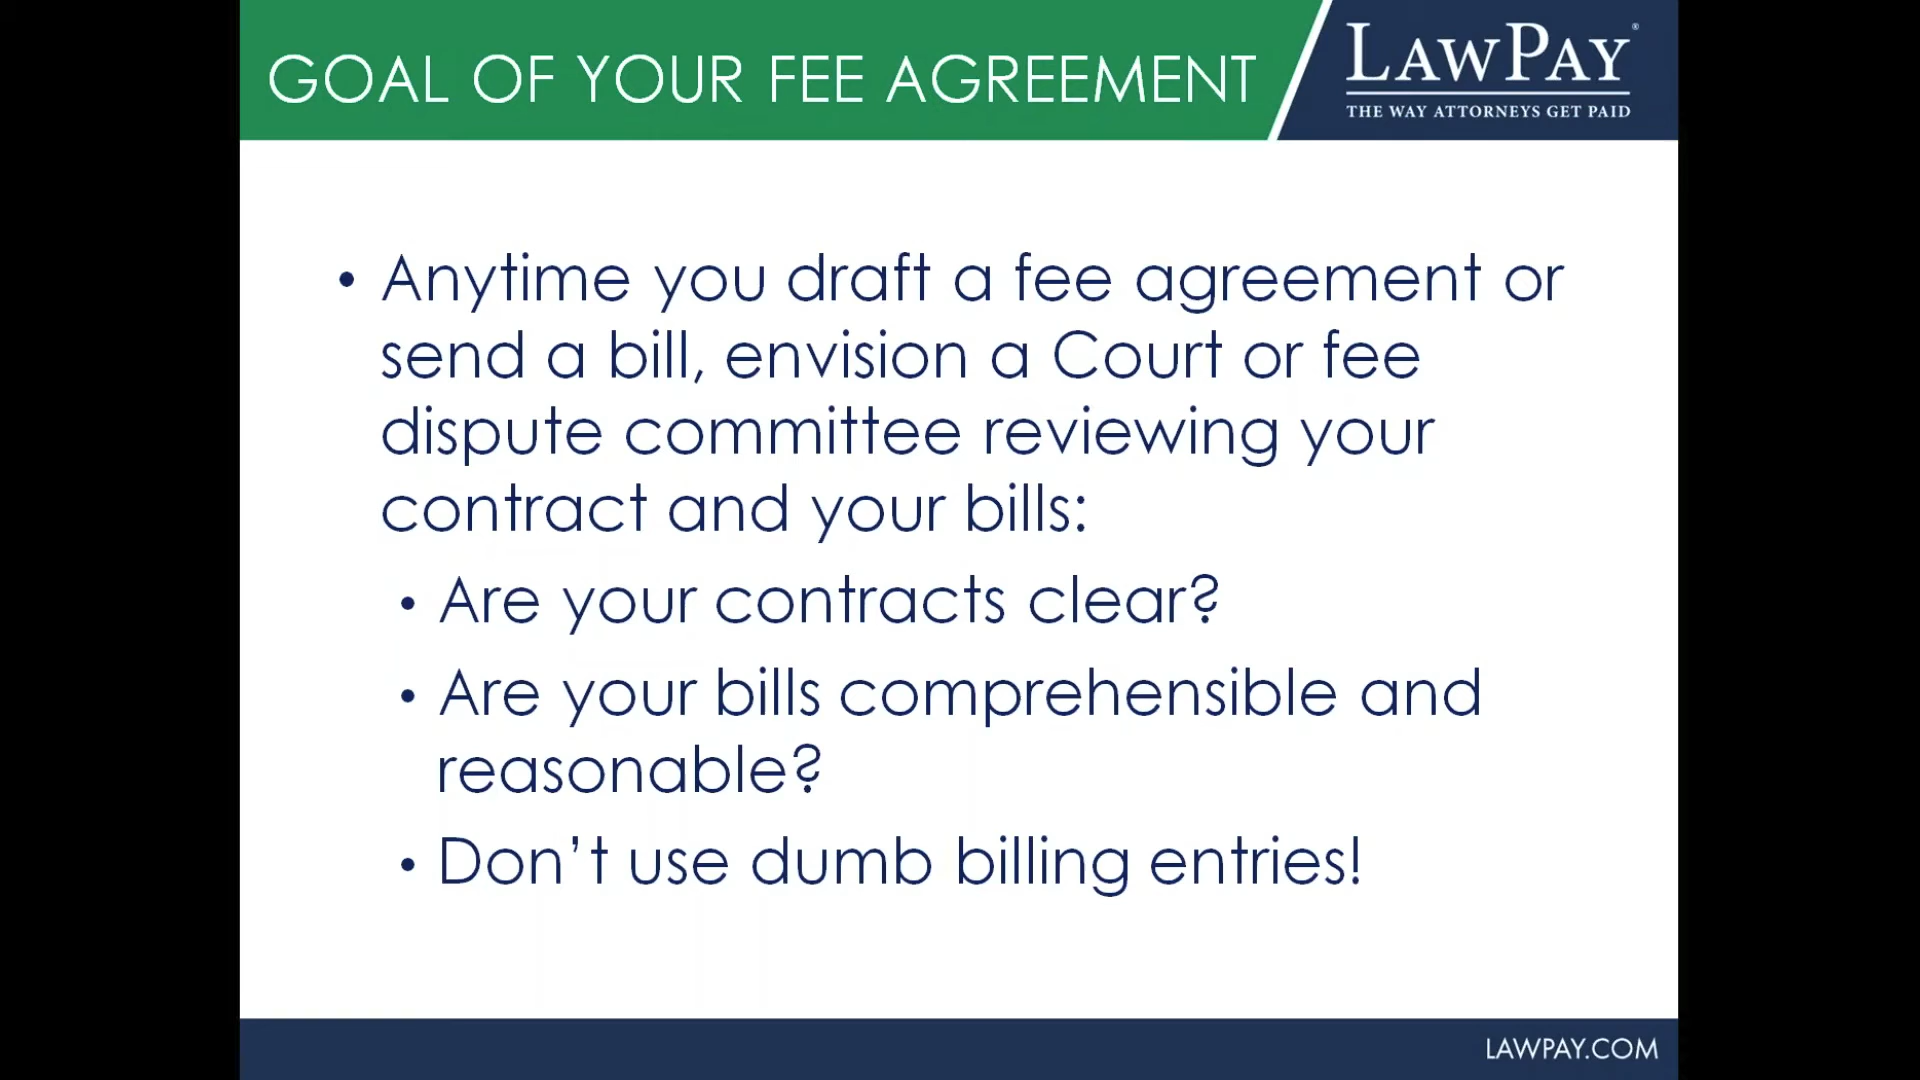 GOAL OF YOUR FEE AGREEMENT
LAWPAY®
THE WAY ATTORNEYS GET PAID
• Anytime you draft a fee agreement or
send a bill, envision a Court or fee
dispute committee reviewing your
contract and your bills:
• Are your contracts clear?
• Are your bills comprehensible and
reasonable?
• Don’t use dumb billing entries!
LAWPAY.COM